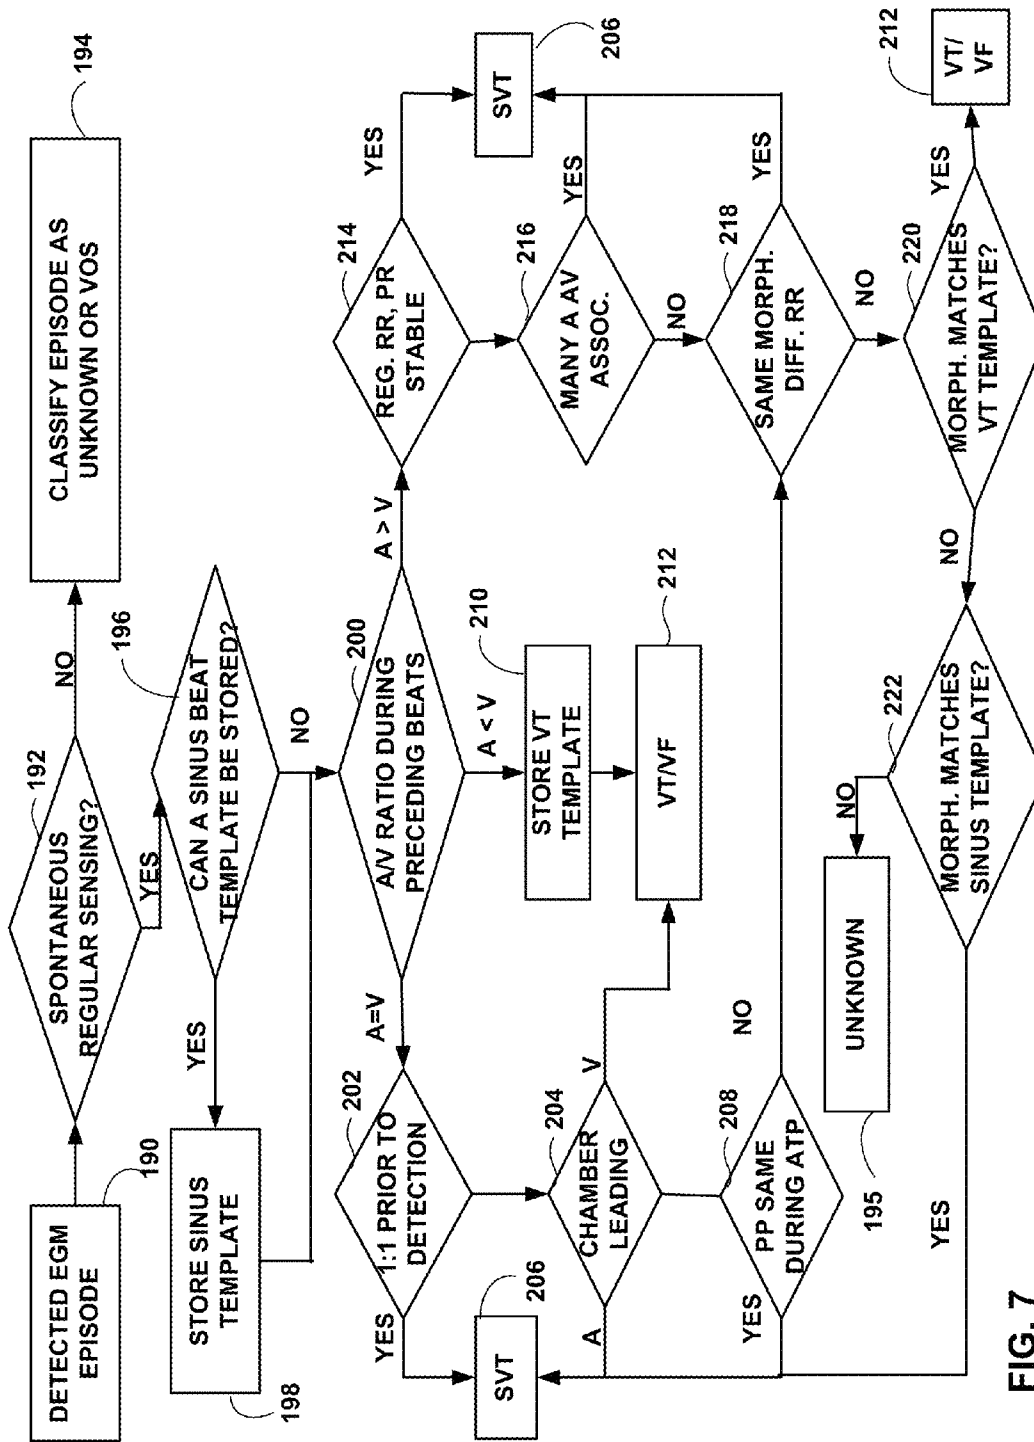 DETECTED EGM
EPISODE
190
SPONTANEOUS
REGULAR SENSING?
192
NO
CLASSIFY EPISODE AS
UNKNOWN OR VOS
194
YES
CAN A SINUS BEAT
TEMPLATE BE STORED?
196
YES
STORE SINUS
TEMPLATE
198
NO
A/V RATIO DURING
PRECEDING BEATS
200
A=V
A < V
A > V
1:1 PRIOR TO
DETECTION
202
YES
SVT
206
CHAMBER
LEADING
204
A
V
PP SAME
DURING ATP
208
YES
NO
STORE VT
TEMPLATE
210
VT/VF
212
REG. RR, PR
STABLE
214
YES
SVT
206
MANY A AV
ASSOC.
216
YES
NO
SAME MORPH.
DIFF. RR
218
YES
NO
MORPH. MATCHES
VT TEMPLATE?
220
YES
VT/
VF
212
NO
MORPH. MATCHES
SINUS TEMPLATE?
222
NO
UNKNOWN
195
YES
FIG. 7